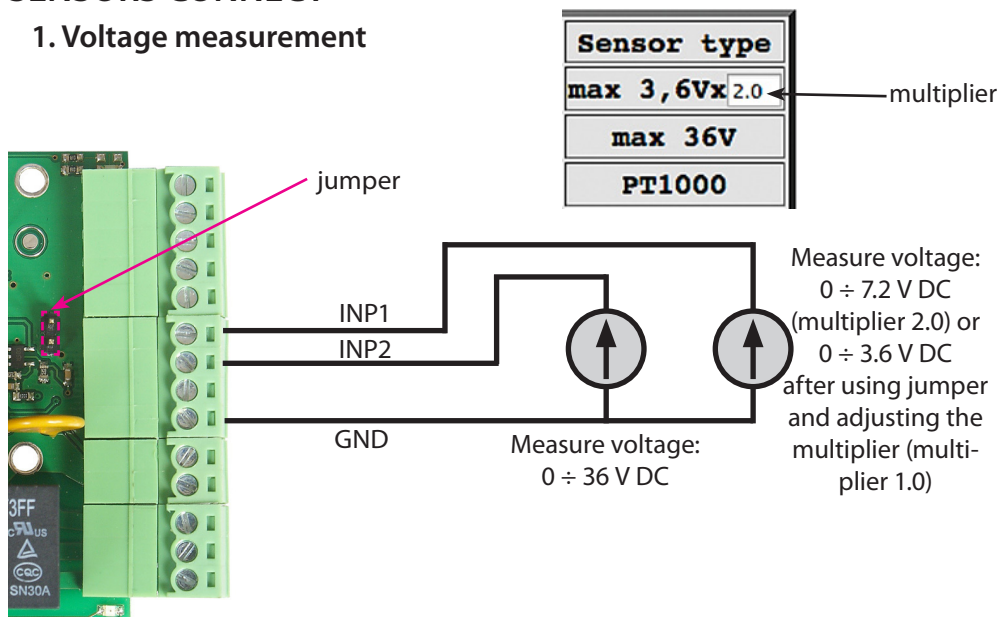 1. Voltage measurement
Sensor type
max 3,6Vx 2.0
multiplier
max 36V
PT1000
jumper
INP1
INP2
GND
Measure voltage:
0 ÷ 36 V DC
Measure voltage:
0 ÷ 7.2 V DC
(multiplier 2.0) or
0 ÷ 3.6 V DC
after using jumper
and adjusting the
multiplier (multi-
plier 1.0)
3FF
c US
CQC
SN30A